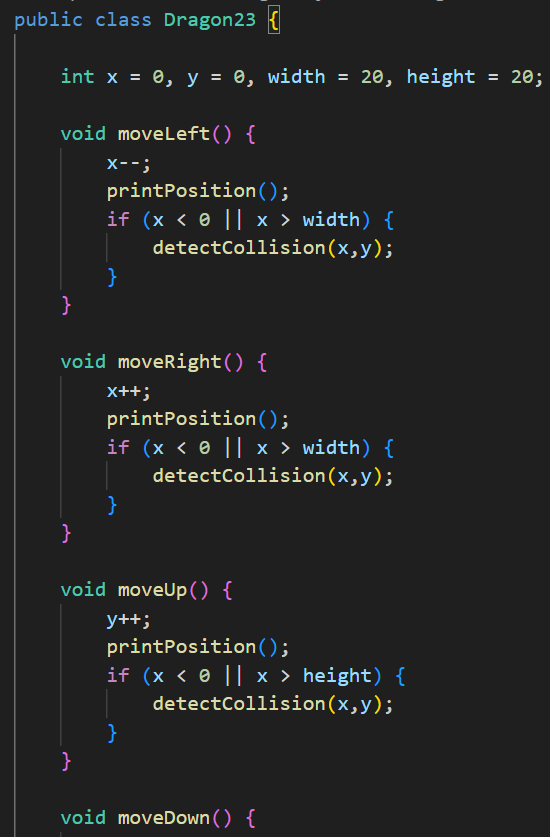 public class Dragon23 {
int x = 0, y = 0, width = 20, height = 20;
void moveLeft() {
x--;
printPosition();
if (x < 0 || x > width) {
detectCollision(x,y);
}
}
void moveRight() {
x++;
printPosition();
if (x < 0 || x > width) {
detectCollision(x,y);
}
}
void moveUp() {
y++;
printPosition();
if (x < 0 || x > height) {
detectCollision(x,y);
}
}
void moveDown() {